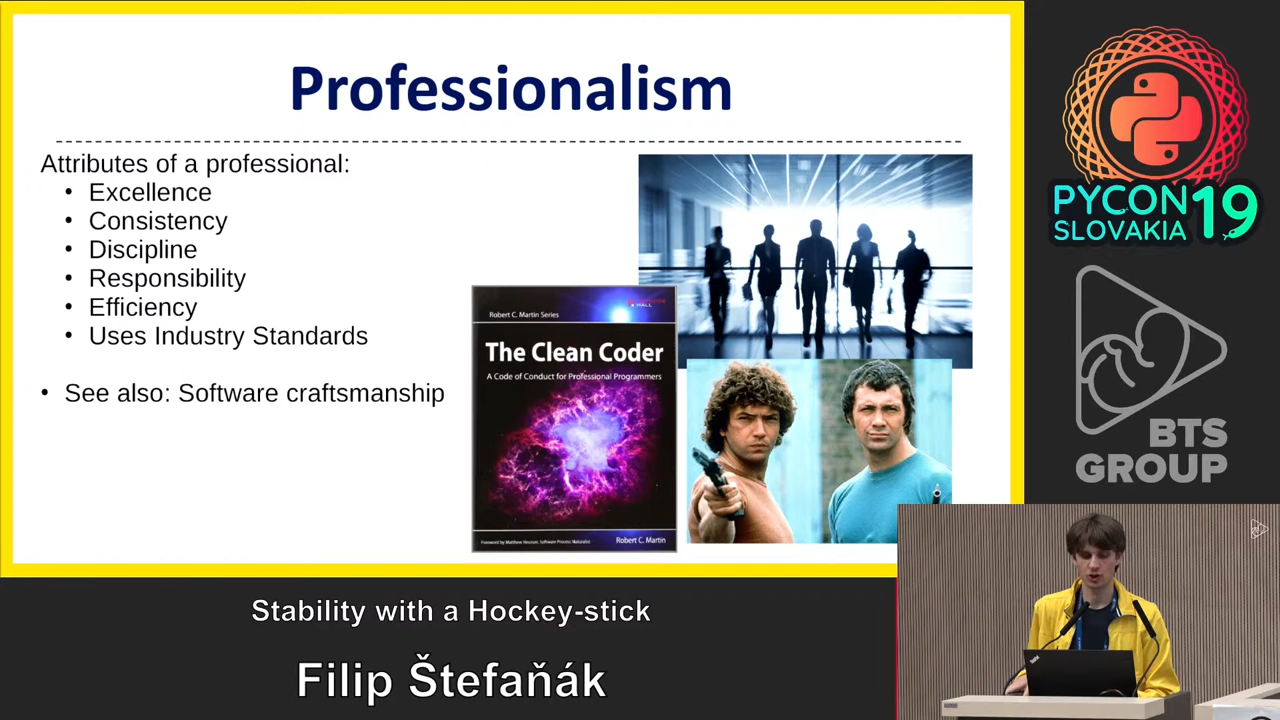 Professionalism
Attributes of a professional:
• Excellence
• Consistency
• Discipline
• Responsibility
• Efficiency
• Uses Industry Standards
• See also: Software craftsmanship
Robert C. Martin Series
The Clean Coder
A Code of Conduct for Professional Programmers
Robert C. Martin
PYCON 19
SLOVAKIA
BTS
GROUP
Stability with a Hockey-stick
Filip Štefaňák